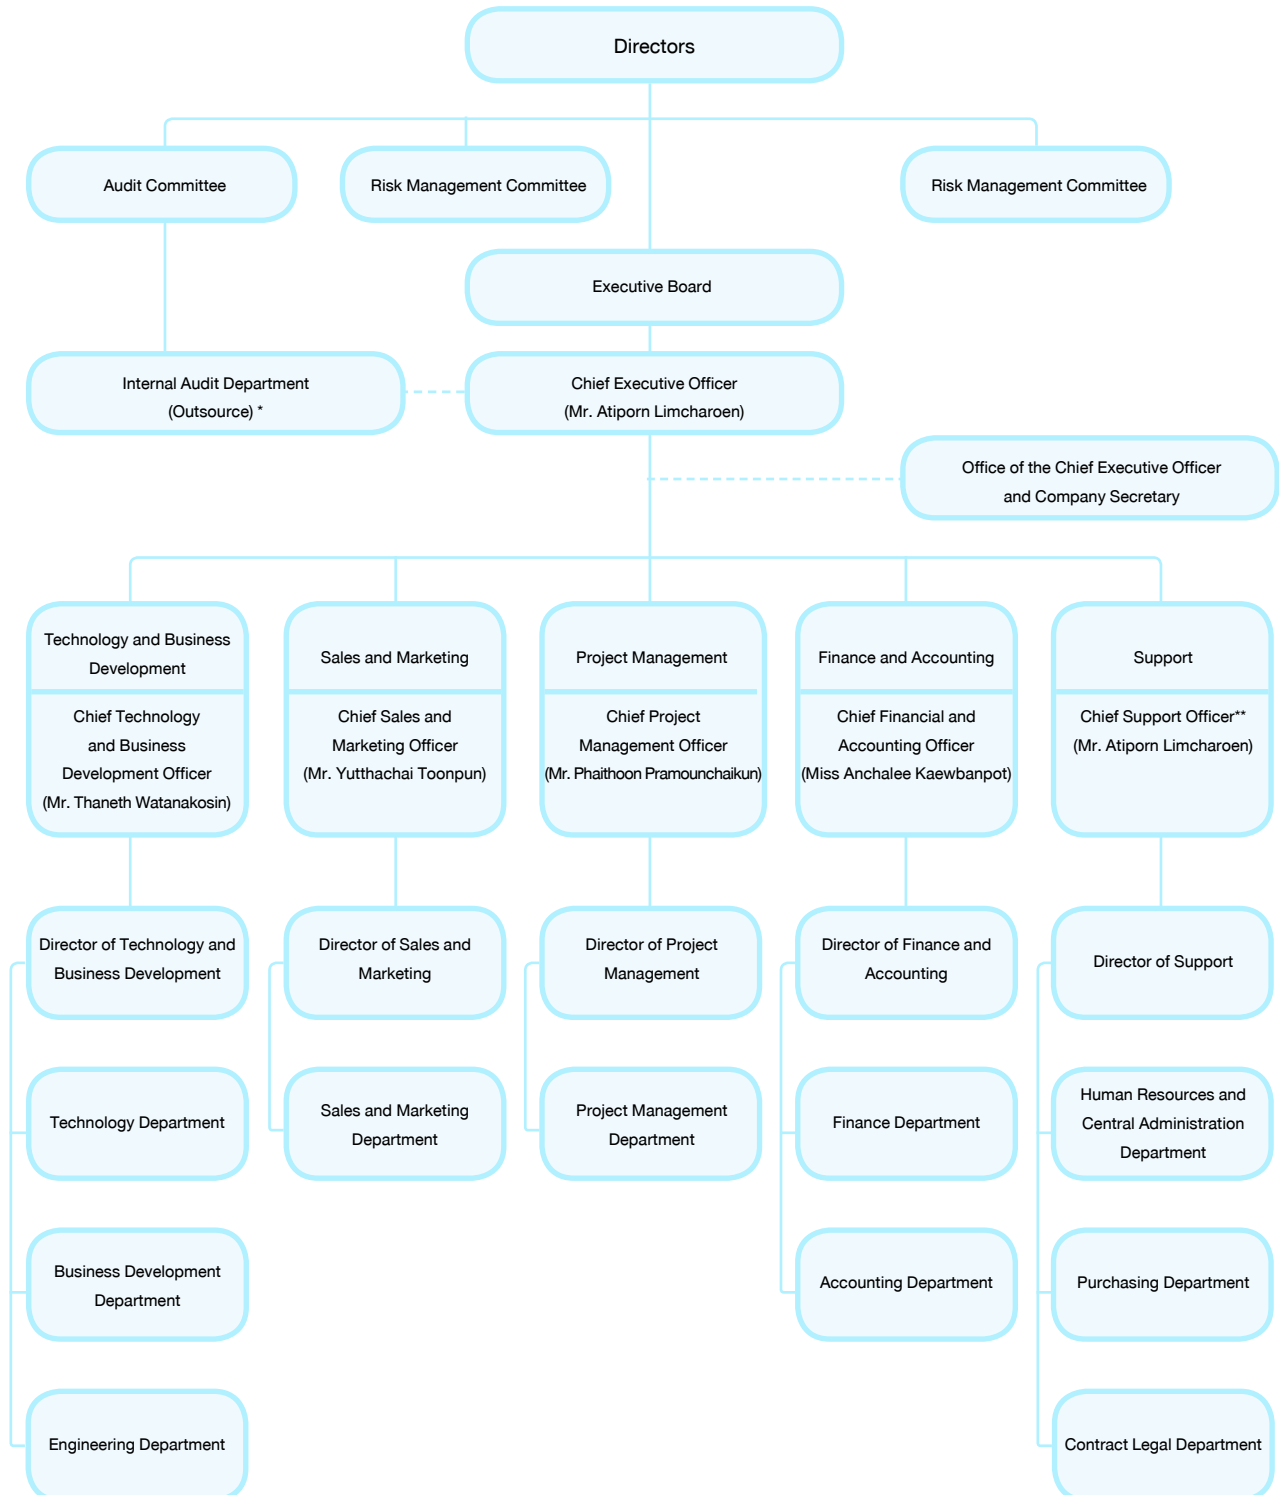 Directors
Audit Committee
Risk Management Committee
Risk Management Committee
Executive Board
Internal Audit Department
(Outsource) *
Chief Executive Officer
(Mr. Atiporn Limcharoen)
Office of the Chief Executive Officer
and Company Secretary
Technology and Business
Development
Chief Technology
and Business
Development Officer
(Mr. Thaneth Watanakosin)
Sales and Marketing
Chief Sales and
Marketing Officer
(Mr. Yutthachai Toonpun)
Project Management
Chief Project
Management Officer
(Mr. Phaithoon Pramounchaikun)
Finance and Accounting
Chief Financial and
Accounting Officer
(Miss Anchalee Kaewbanpot)
Support
Chief Support Officer**
(Mr. Atiporn Limcharoen)
Director of Technology and
Business Development
Director of Sales and
Marketing
Director of Project
Management
Director of Finance and
Accounting
Director of Support
Technology Department
Sales and Marketing
Department
Project Management
Department
Finance Department
Human Resources and
Central Administration
Department
Business Development
Department
Accounting Department
Purchasing Department
Engineering Department
Contract Legal Department